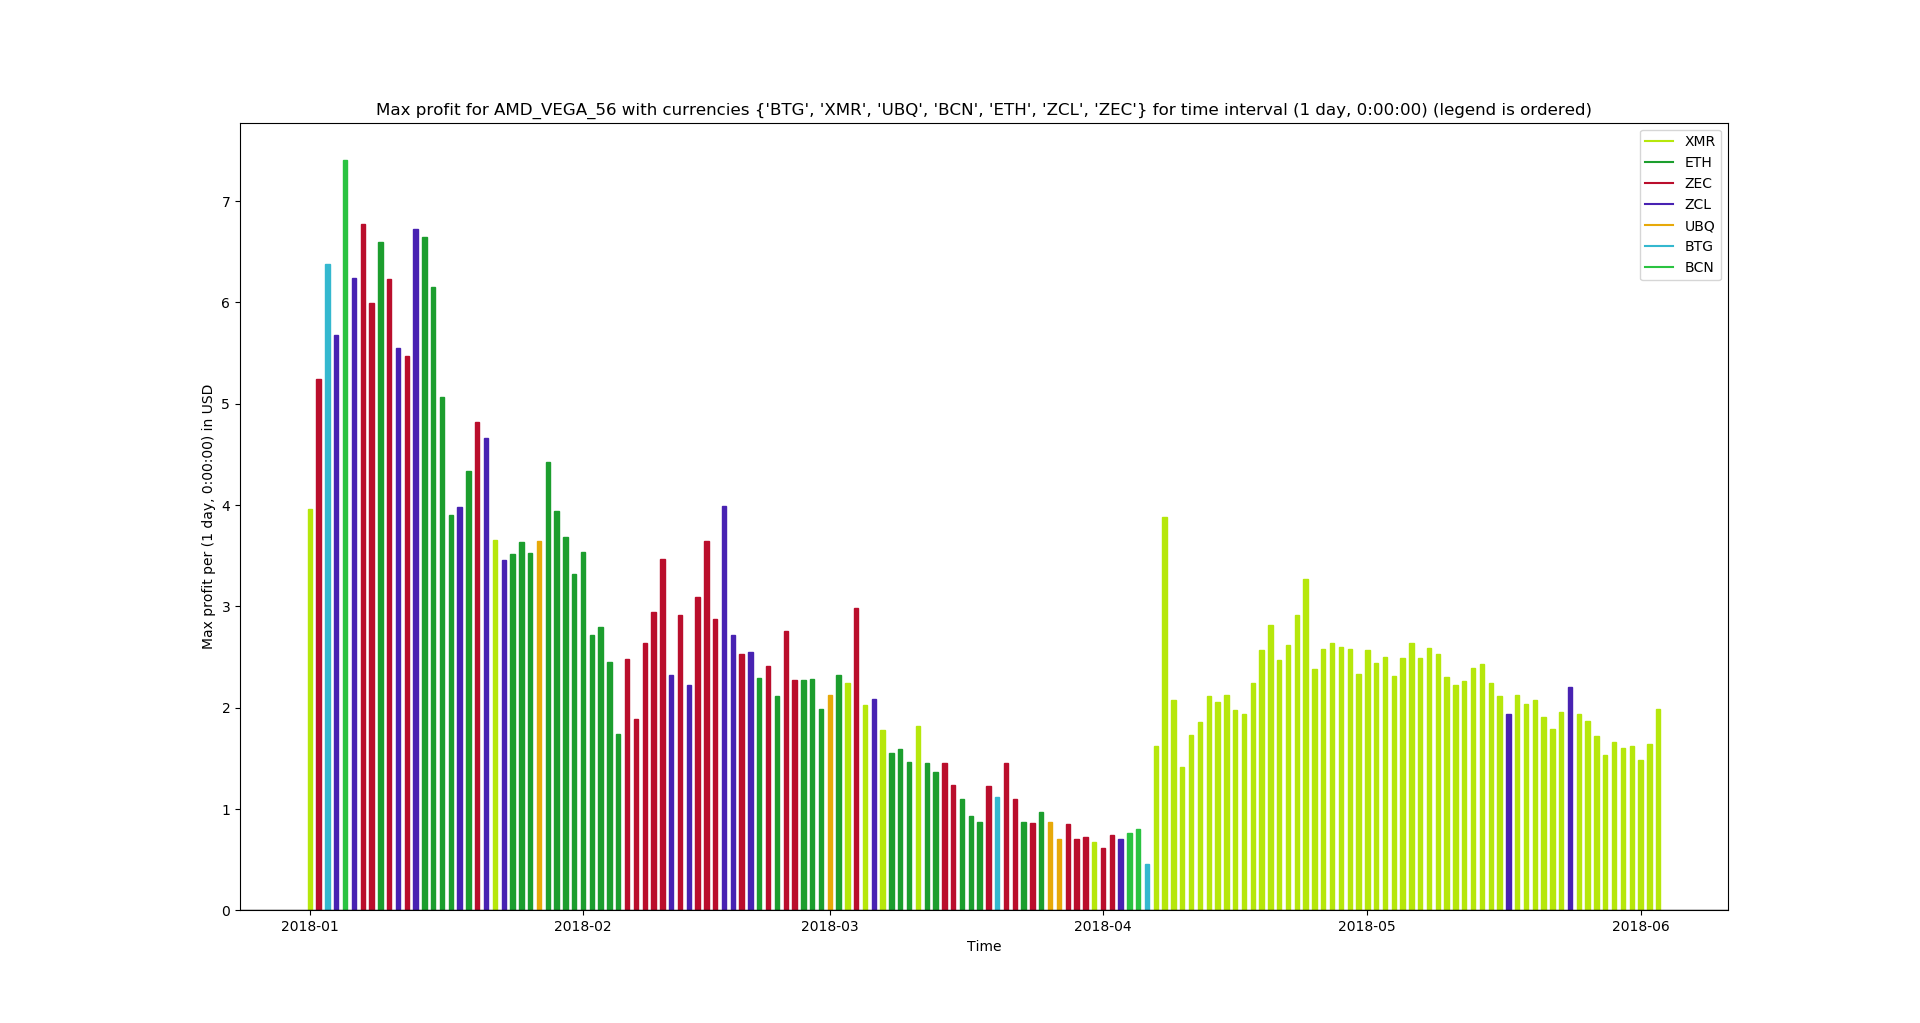 Max profit for AMD_VEGA_56 with currencies {'BTG', 'XMR', 'UBQ', 'BCN', 'ETH', 'ZCL', 'ZEC'} for time interval (1 day, 0:00:00) (legend is ordered)
XMR
ETH
ZEC
ZCL
UBQ
BTG
BCN
Max profit per (1 day, 0:00:00) in USD
7
6
5
4
3
2
1
0
2018-01
2018-02
2018-03
2018-04
2018-05
2018-06
Time